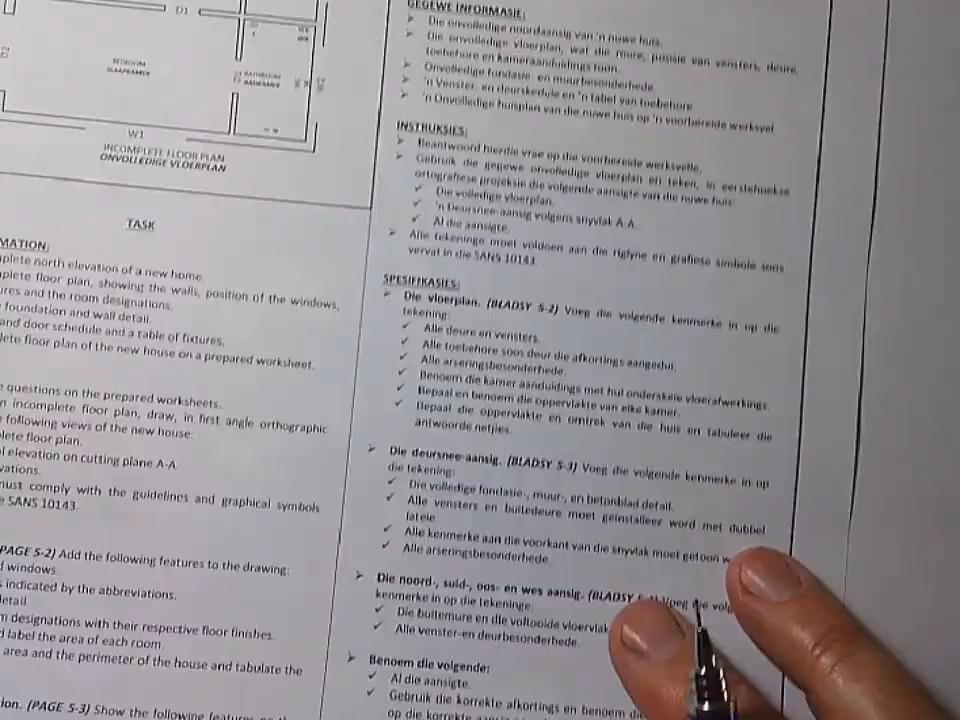 D1
BEDROOM
SLAAPKAMER
BATHROOM
BADKAMER
W1
INCOMPLETE FLOOR PLAN
ONVOLLEDIGE VLOERPLAN
TASK
MATION:
plete north elevation of a new home.
plete floor plan, showing the walls, position of the windows,
ures and the room designations.
foundation and wall detail.
and door schedule and a table of fixtures.
lete floor plan of the new house on a prepared worksheet.
e questions on the prepared worksheets.
n incomplete floor plan, draw, in first angle orthographic
following views of the new house:
lete floor plan.
l elevation on cutting plane A-A.
vations.
must comply with the guidelines and graphical symbols
e SANS 10143.
PAGE 5-2) Add the following features to the drawing:
d windows.
s indicated by the abbreviations.
etail.
m designations with their respective floor finishes.
d label the area of each room.
area and the perimeter of the house and tabulate the
ion. (PAGE 5-3) Show the following features
GEGEWE INFORMASIE:
Die onvolledige noordaansig van 'n nuwe huis.
Die onvolledige vloerplan, wat die mure, posisie van vensters, deure,
toebehore en kameraanduidings toon.
Onvolledige fondasie- en muurbesonderhede.
'n Venster- en deurskedule en 'n tabel van toebehore
'n Onvolledige huisplan van die nuwe huis op 'n voorbereide werksvel
INSTRUKSIES:
Beantwoord hierdie vrae op die voorbereide werksvelle.
Gebruik die gegewe onvolledige vloerplan en teken, in eerstehoekse
ortografiese projeksie die volgende aansigte van die nuwe huis:
Die volledige vloerplan.
'n Deursnee-aansig volgens snyvlak A-A.
Al die aansigte.
Alle tekeninge moet voldoen aan die riglyne en grafiese simbole soos
vervat in die SANS 10143.
SPESIFIKASIES:
Die vloerplan. (BLADSY 5-2) Voeg die volgende kenmerke in op die
tekening:
Alle deure en vensters.
Alle toebehore soos deur die afkortings aangedui.
Alle arseringsbesonderhede.
Benoem die kamer aanduidings met hul onderskeie vloerafwerkings.
Bepaal en benoem die oppervlakte van elke kamer.
Bepaal die oppervlakte en omtrek van die huis en tabuleer die
antwoorde netjies.
Die deursnee-aansig. (BLADSY 5-3) Voeg die volgende kenmerke in op
die tekening:
Die volledige fondasie-, muur-, en betonblad detail.
Alle vensters en buitedeure moet geïnstalleer word met dubbel
lateie
Alle kenmerke aan die voorkant van die snyvlak moet getoon w
Alle arseringsbesonderhede
Die noord-, suid-, oos- en wes aansig. (BLADSY Voeg die volg
kenmerke in op die tekeninge:
Die buitemure en die voltooide vloervlak
Alle venster-en deurbesonderhede.
Benoem die volgende:
Al die aansigte.
Gebruik die korrekte afkortings en benoem di
op die korrekte